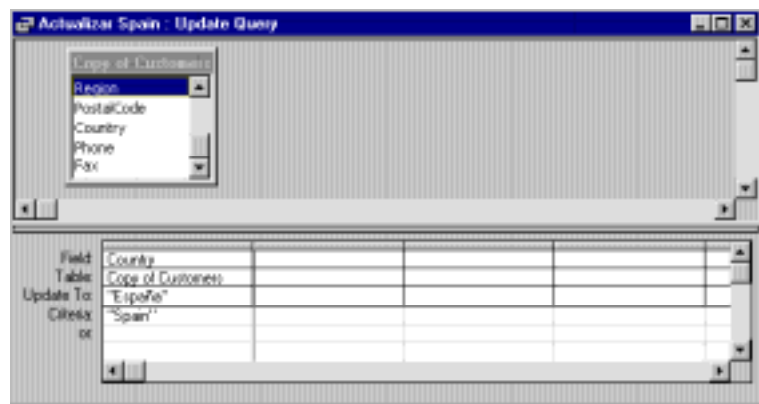 Actualizar Spain : Update Query
Copy of Customers
Region
PostalCode
Country
Phone
Fax
Field: Country
Table: Copy of Customers
Update To: "España"
Criteria: "Spain"
or: